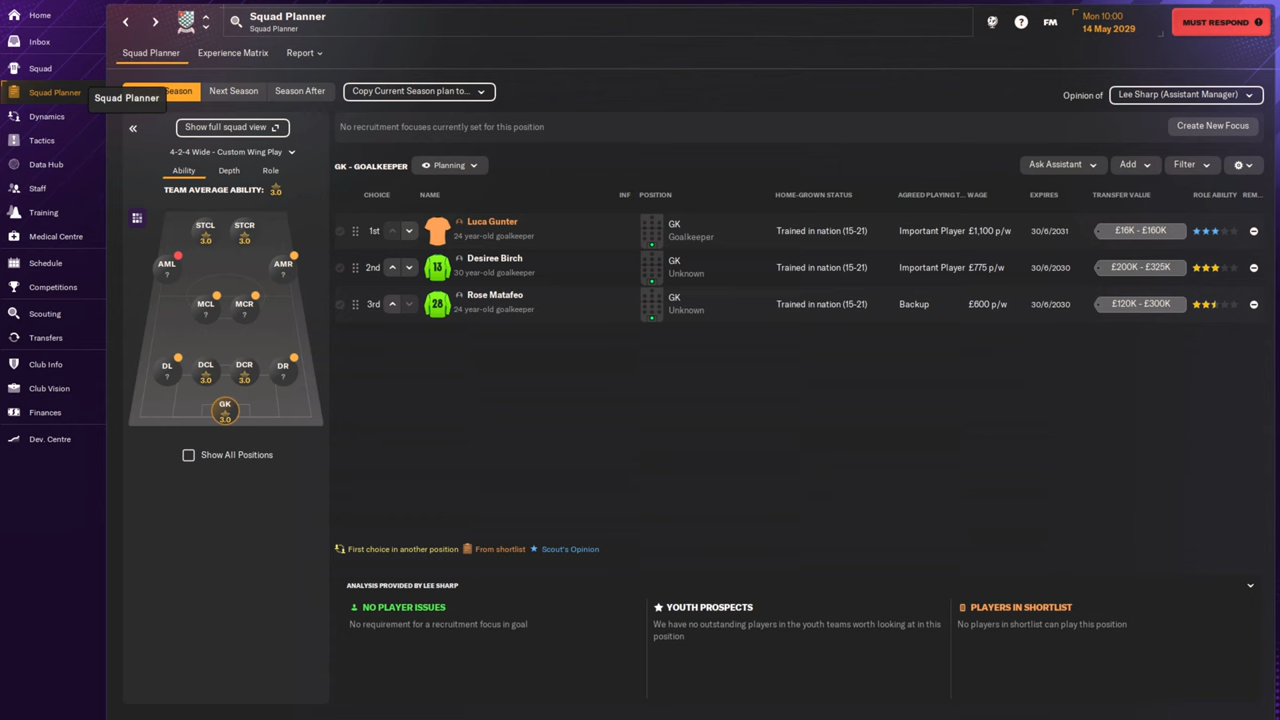 Home
Inbox
Squad
Squad Planner
Dynamics
Tactics
Data Hub
Staff
Training
Medical Centre
Schedule
Competitions
Scouting
Transfers
Club Info
Club Vision
Finances
Dev. Centre
Squad Planner
Squad Planner
FM
Mon 10:00
14 May 2029
MUST RESPOND
Squad Planner
Experience Matrix
Report
Season
Next Season
Season After
Copy Current Season plan to...
Opinion of
Lee Sharp (Assistant Manager)
Squad Planner
Show full squad view
No recruitment focuses currently set for this position
Create New Focus
4-2-4 Wide - Custom Wing Play
Ability
Depth
Role
TEAM AVERAGE ABILITY:
3.0
STCL
3.0
STCR
3.0
AML
?
AMR
?
MCL
?
MCR
?
DL
?
DCL
3.0
DCR
3.0
DR
?
GK
3.0
Show All Positions
GK - GOALKEEPER
Planning
Ask Assistant
Add
Filter
CHOICE NAME INF POSITION HOME-GROWN STATUS AGREED PLAYING T... WAGE EXPIRES TRANSFER VALUE ROLE ABILITY REM...
1st Luca Gunter GK Trained in nation (15-21) Important Player £1,100 p/w 30/6/2031 £16K - £160K
24 year-old goalkeeper Goalkeeper
2nd 13 Desiree Birch GK Trained in nation (15-21) Important Player £775 p/w 30/6/2030 £200K - £325K
30 year-old goalkeeper Unknown
3rd 28 Rose Matafeo GK Trained in nation (15-21) Backup £600 p/w 30/6/2030 £120K - £300K
24 year-old goalkeeper Unknown
First choice in another position From shortlist Scout's Opinion
ANALYSIS PROVIDED BY LEE SHARP
NO PLAYER ISSUES
No requirement for a recruitment focus in goal
YOUTH PROSPECTS
We have no outstanding players in the youth teams worth looking at in this
position
PLAYERS IN SHORTLIST
No players in shortlist can play this position